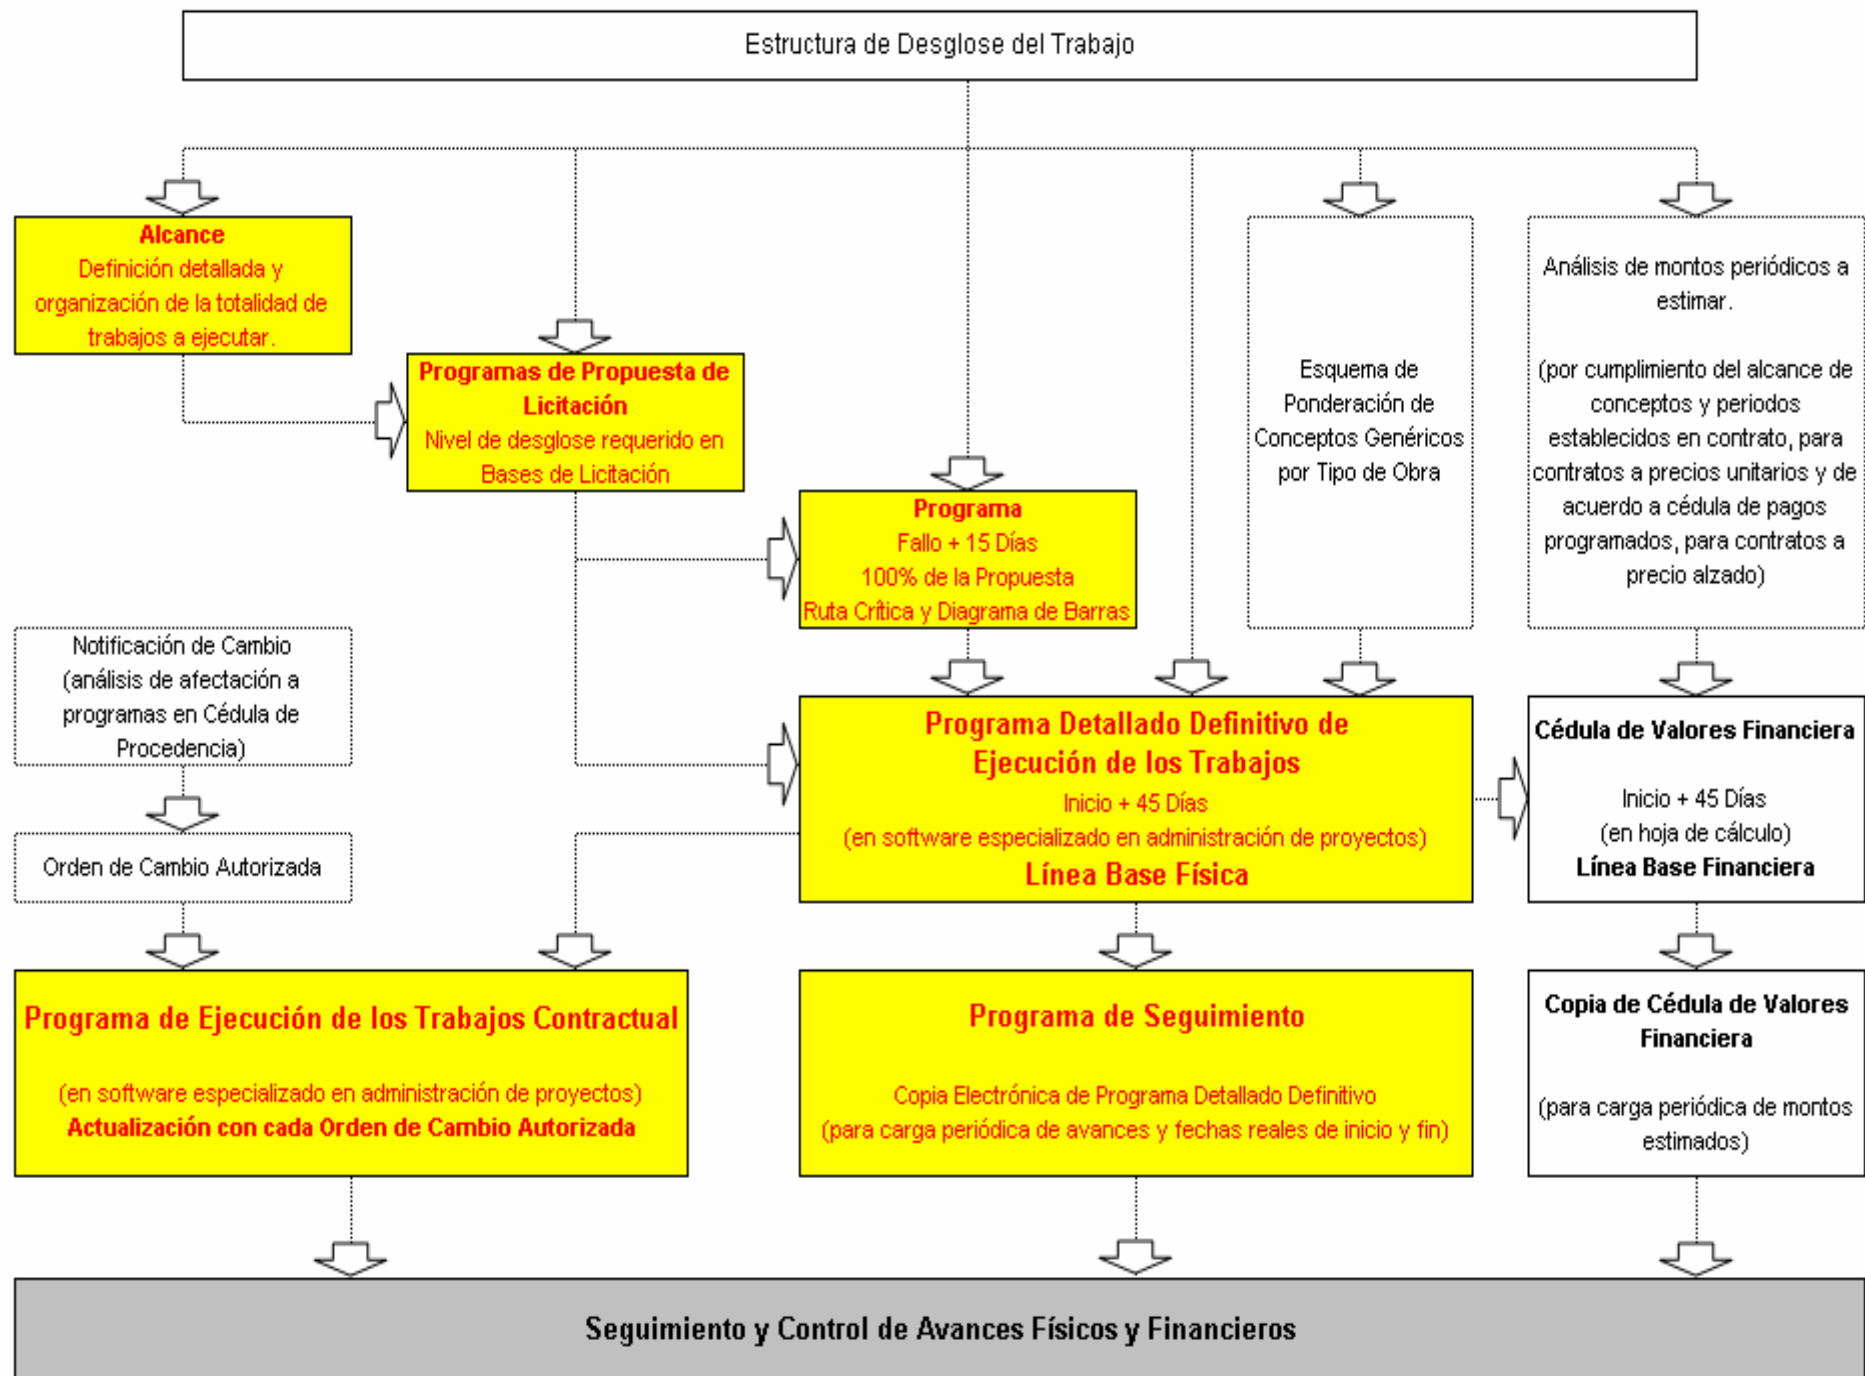 Estructura de Desglose del Trabajo
Alcance
Definición detallada y
organización de la totalidad de
trabajos a ejecutar.
Programas de Propuesta de
Licitación
Nivel de desglose requerido en
Bases de Licitación
Programa
Fallo + 15 Días
100% de la Propuesta
Ruta Crítica y Diagrama de Barras
Esquema de
Ponderación de
Conceptos Genéricos
por Tipo de Obra
Análisis de montos periódicos a
estimar.
(por cumplimiento del alcance de
conceptos y periodos
establecidos en contrato, para
contratos a precios unitarios y de
acuerdo a cédula de pagos
programados, para contratos a
precio alzado)
Notificación de Cambio
(análisis de afectación a
programas en Cédula de
Procedencia)
Orden de Cambio Autorizada
Programa Detallado Definitivo de
Ejecución de los Trabajos
Inicio + 45 Días
(en software especializado en administración de proyectos)
Línea Base Física
Cédula de Valores Financiera
Inicio + 45 Días
(en hoja de cálculo)
Línea Base Financiera
Programa de Ejecución de los Trabajos Contractual
(en software especializado en administración de proyectos)
Actualización con cada Orden de Cambio Autorizada
Programa de Seguimiento
Copia Electrónica de Programa Detallado Definitivo
(para carga periódica de avances y fechas reales de inicio y fin)
Copia de Cédula de Valores
Financiera
(para carga periódica de montos
estimados)
Seguimiento y Control de Avances Físicos y Financieros